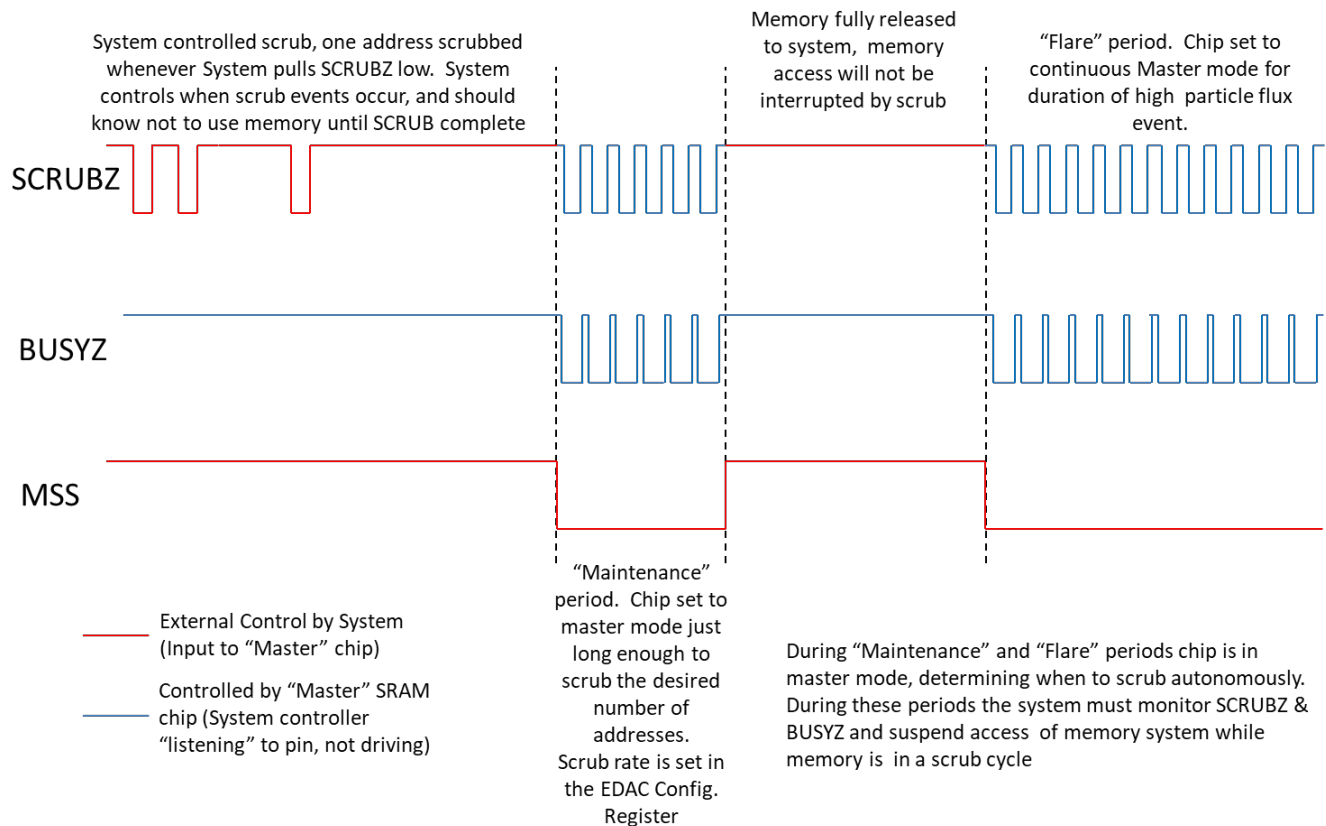 System controlled scrub, one address scrubbed
whenever System pulls SCRUBZ low.  System
controls when scrub events occur, and should
know not to use memory until SCRUB complete
Memory fully released
to system,  memory
access will not be
interrupted by scrub
“Flare” period.  Chip set to
continuous Master mode for
duration of high  particle flux
event.
SCRUBZ
BUSYZ
MSS
“Maintenance”
period.  Chip set to
master mode just
long enough to
scrub the desired
number of
addresses.
Scrub rate is set in
the EDAC Config.
Register
External Control by System
(Input to “Master” chip)
Controlled by “Master” SRAM
chip (System controller
“listening” to pin, not driving)
During “Maintenance” and “Flare” periods chip is in
master mode, determining when to scrub autonomously.
During these periods the system must monitor SCRUBZ &
BUSYZ and suspend access  of memory system while
memory is  in a scrub cycle